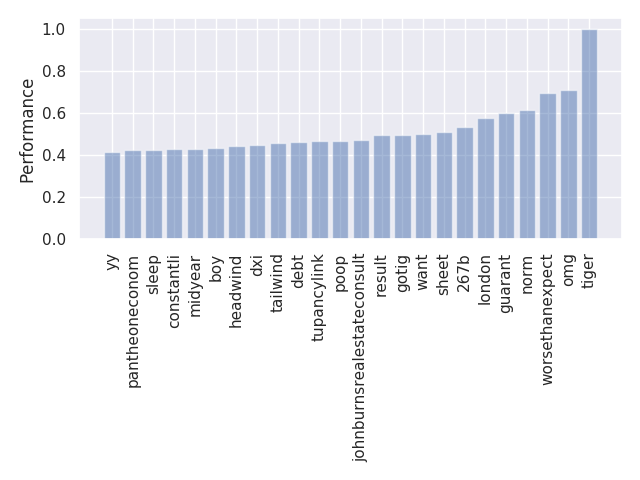 1.0
0.8
0.6
0.4
0.2
0.0
Performance
yy
pantheoneconom
sleep
constantli
midyear
boy
headwind
dxi
tailwind
debt
tupancylink
poop
johnburnsrealestateconsult
result
gotig
want
sheet
267b
london
guarant
norm
worsethanexpect
omg
tiger